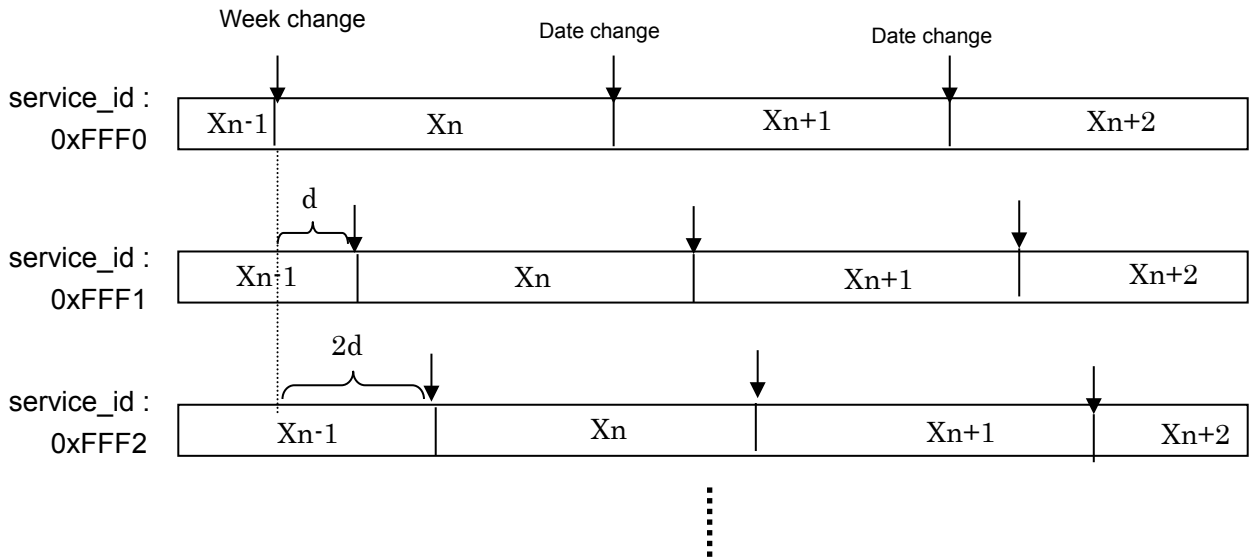 Week change
Date change
Date change
service_id :
0xFFF0
Xn-1
Xn
Xn+1
Xn+2
d
service_id :
0xFFF1
Xn-1
Xn
Xn+1
Xn+2
2d
service_id :
0xFFF2
Xn-1
Xn
Xn+1
Xn+2